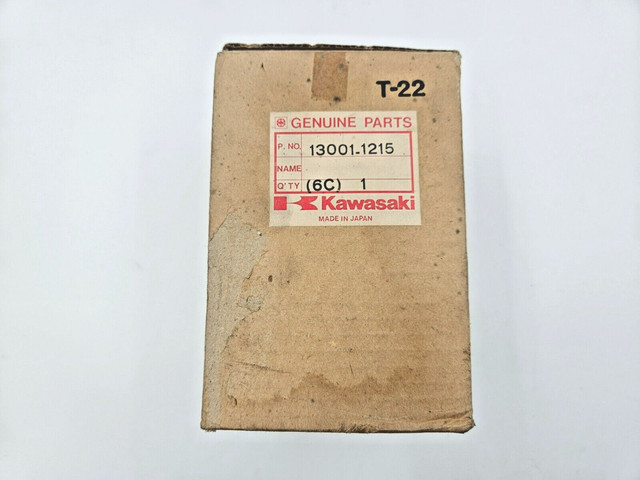 T-22
GENUINE PARTS
P. NO. 13001-1215
NAME
Q'TY (6C) 1
Kawasaki
MADE IN JAPAN